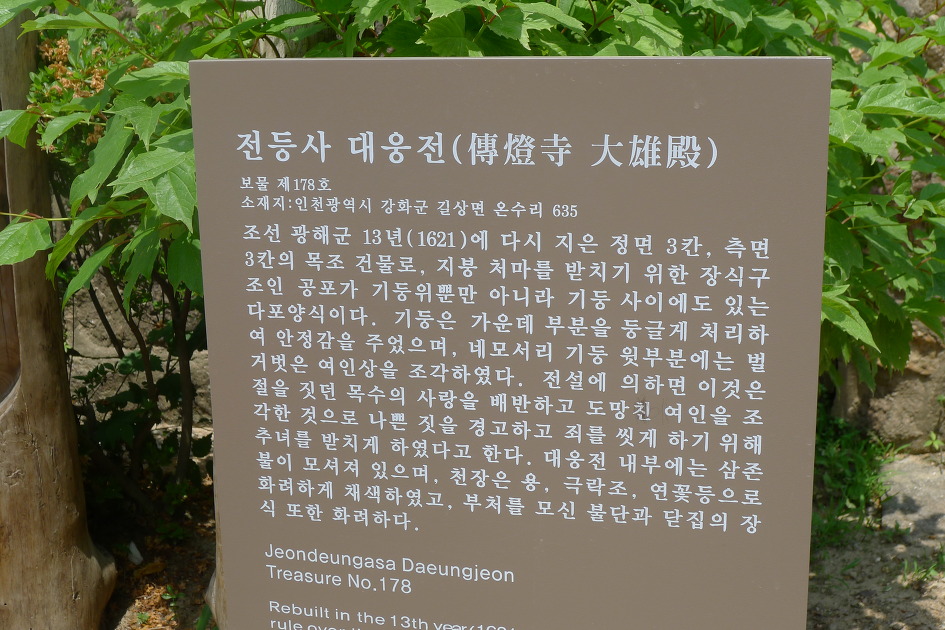 전등사 대웅전(傳燈寺 大雄殿)
보물 제178호
소재지:인천광역시 강화군 길상면 온수리 635
조선 광해군 13년(1621)에 다시 지은 정면 3칸, 측면
3칸의 목조 건물로, 지붕 처마를 받치기 위한 장식구
조인 공포가 기둥위뿐만 아니라 기둥 사이에도 있는
다포양식이다. 기둥은 가운데 부분을 둥글게 처리하
여 안정감을 주었으며, 네모서리 기둥 윗부분에는 벌
거벗은 여인상을 조각하였다. 전설에 의하면 이것은
절을 짓던 목수의 사랑을 배반하고 도망친 여인을 조
각한 것으로 나쁜 짓을 경고하고 죄를 씻게 하기 위해
추녀를 받치게 하였다고 한다. 대웅전 내부에는 삼존
불이 모셔져 있으며, 천장은 용, 극락조, 연꽃등으로
화려하게 채색하였고, 부처를 모신 불단과 닫집의 장
식 또한 화려하다.
Jeondeungasa Daeungjeon
Treasure No.178
Rebuilt in the 13th year(162
rule over